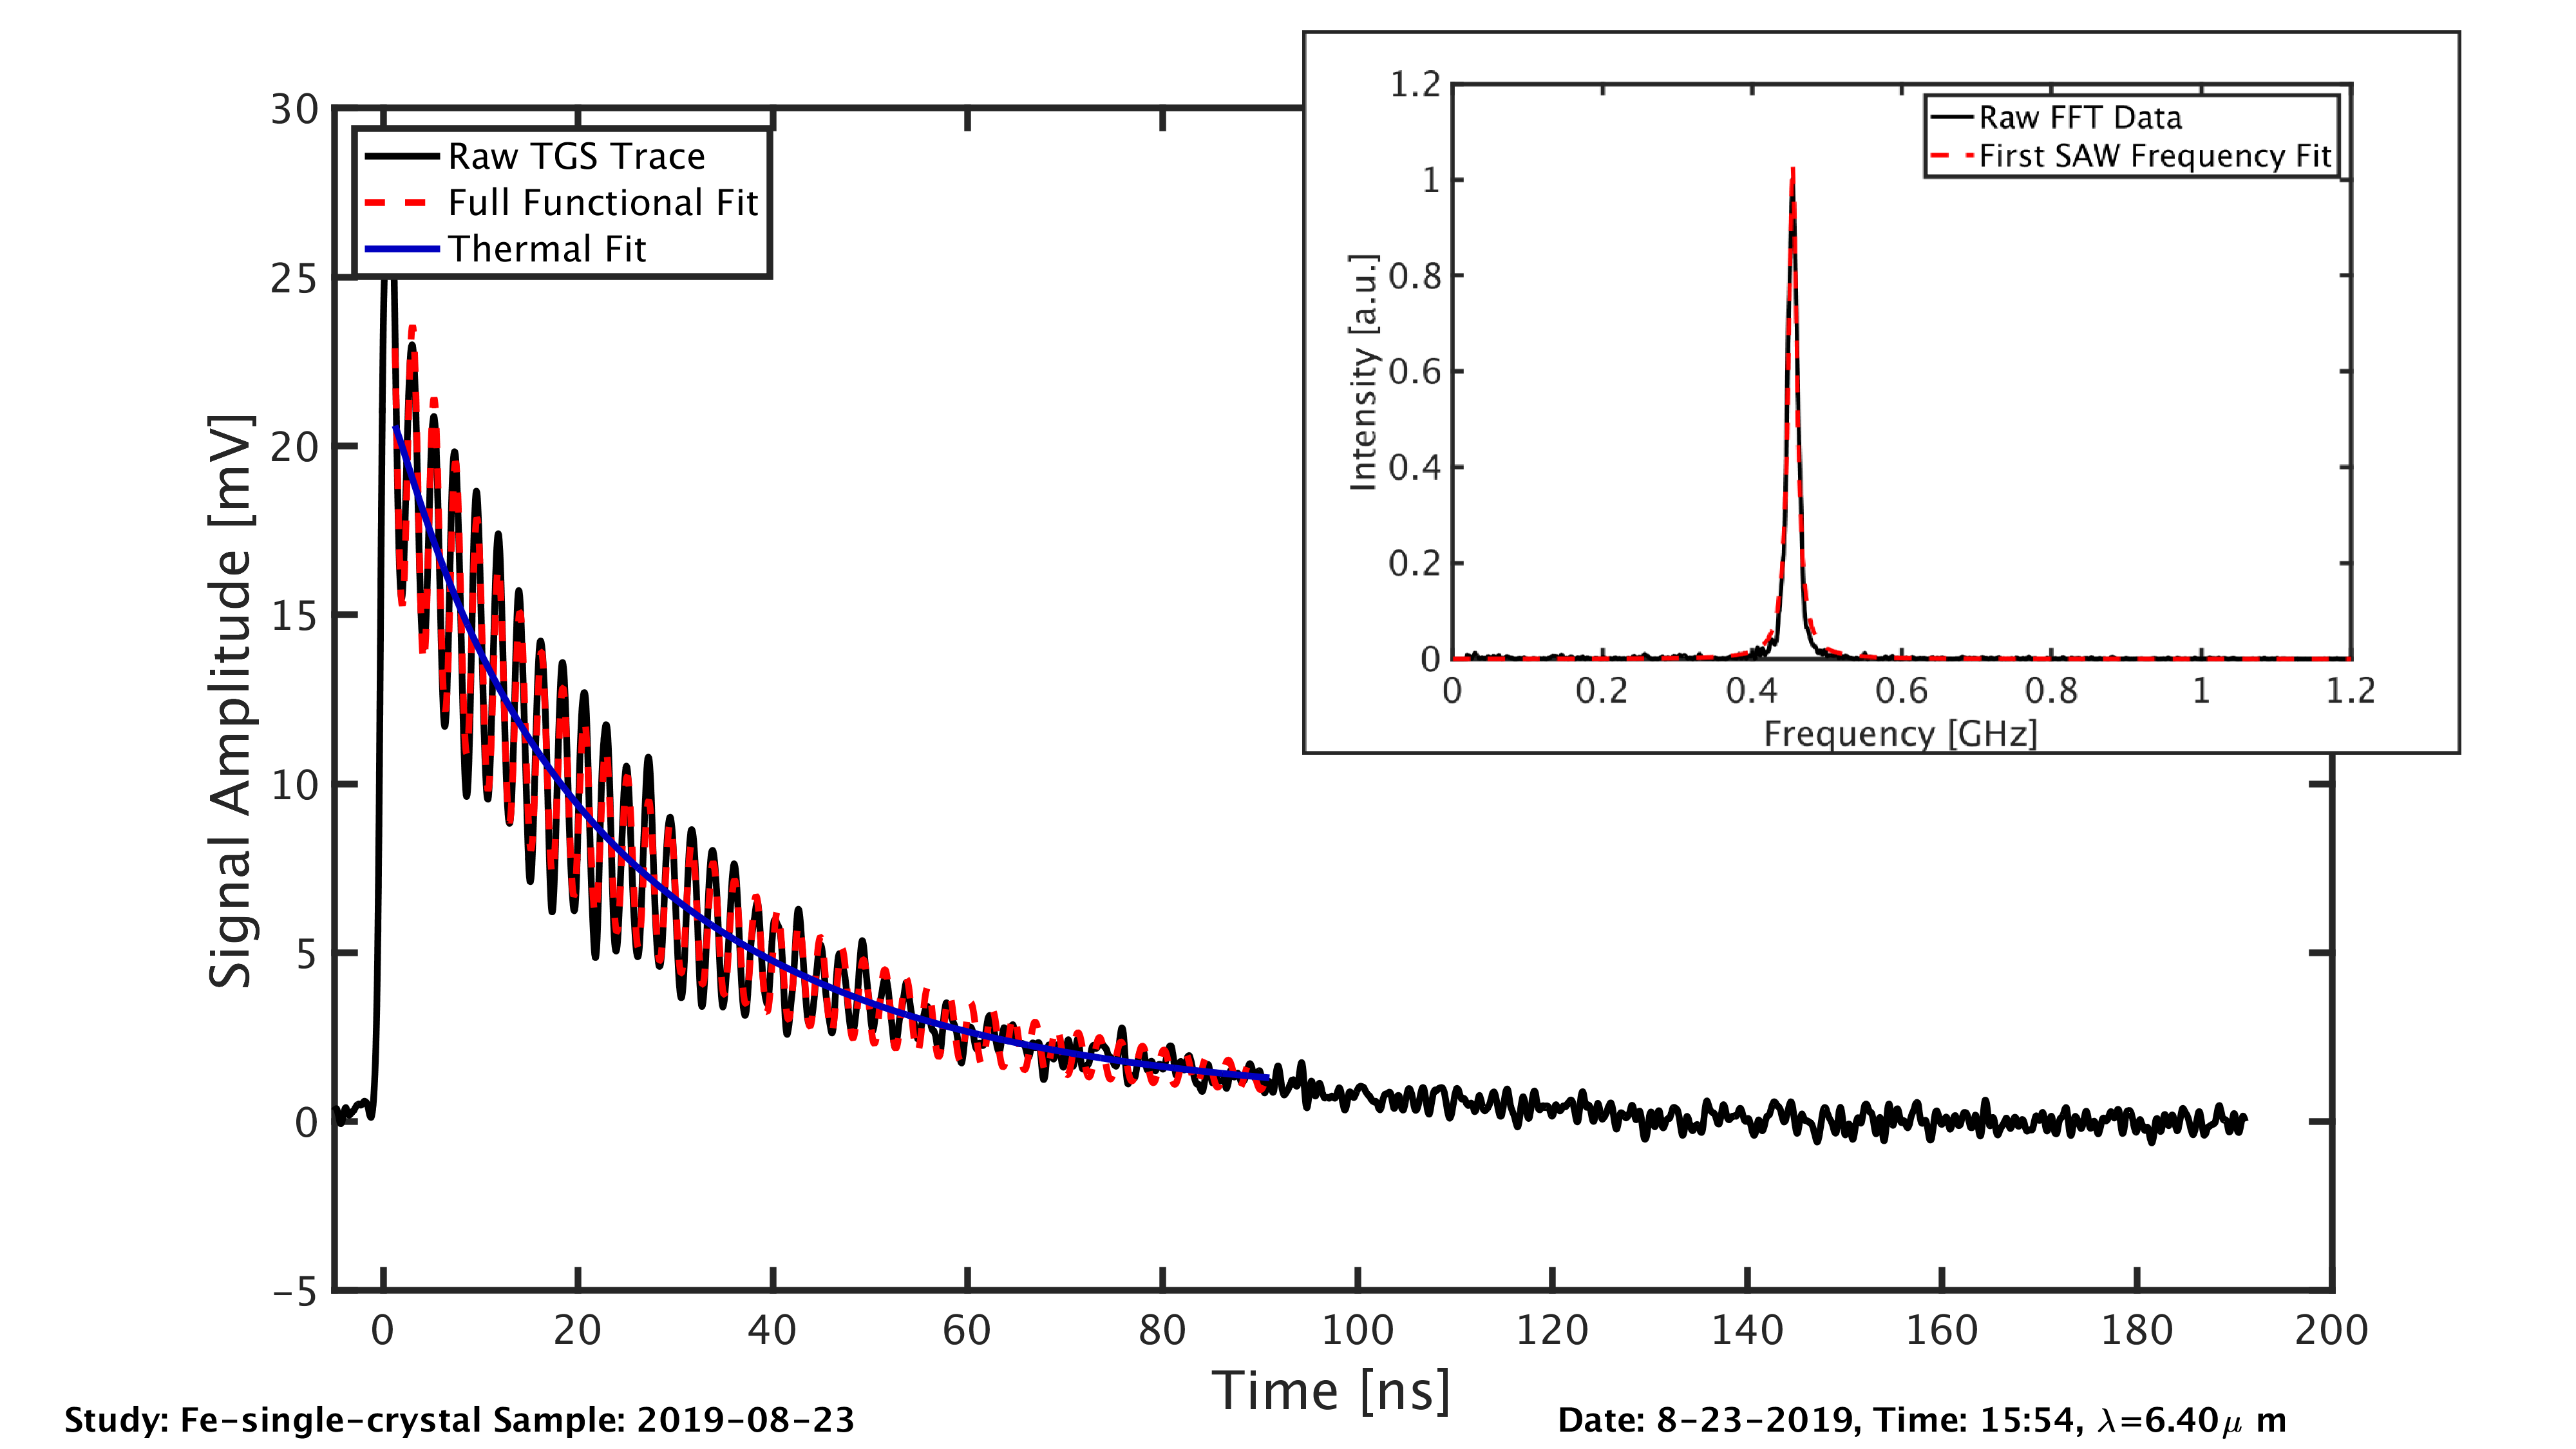 1.2
1
0.8
0.6
0.4
0.2
0
Intensity [a.u.]
Raw FFT Data
First SAW Frequency Fit
0 0.2 0.4 0.6 0.8 1 1.2
Frequency [GHz]
30
25
20
15
10
5
0
−5
Signal Amplitude [mV]
Raw TGS Trace
Full Functional Fit
Thermal Fit
0 20 40 60 80 100 120 140 160 180 200
Time [ns]
Study: Fe−single−crystal Sample: 2019−08−23
Date: 8−23−2019, Time: 15:54, λ=6.40μ m